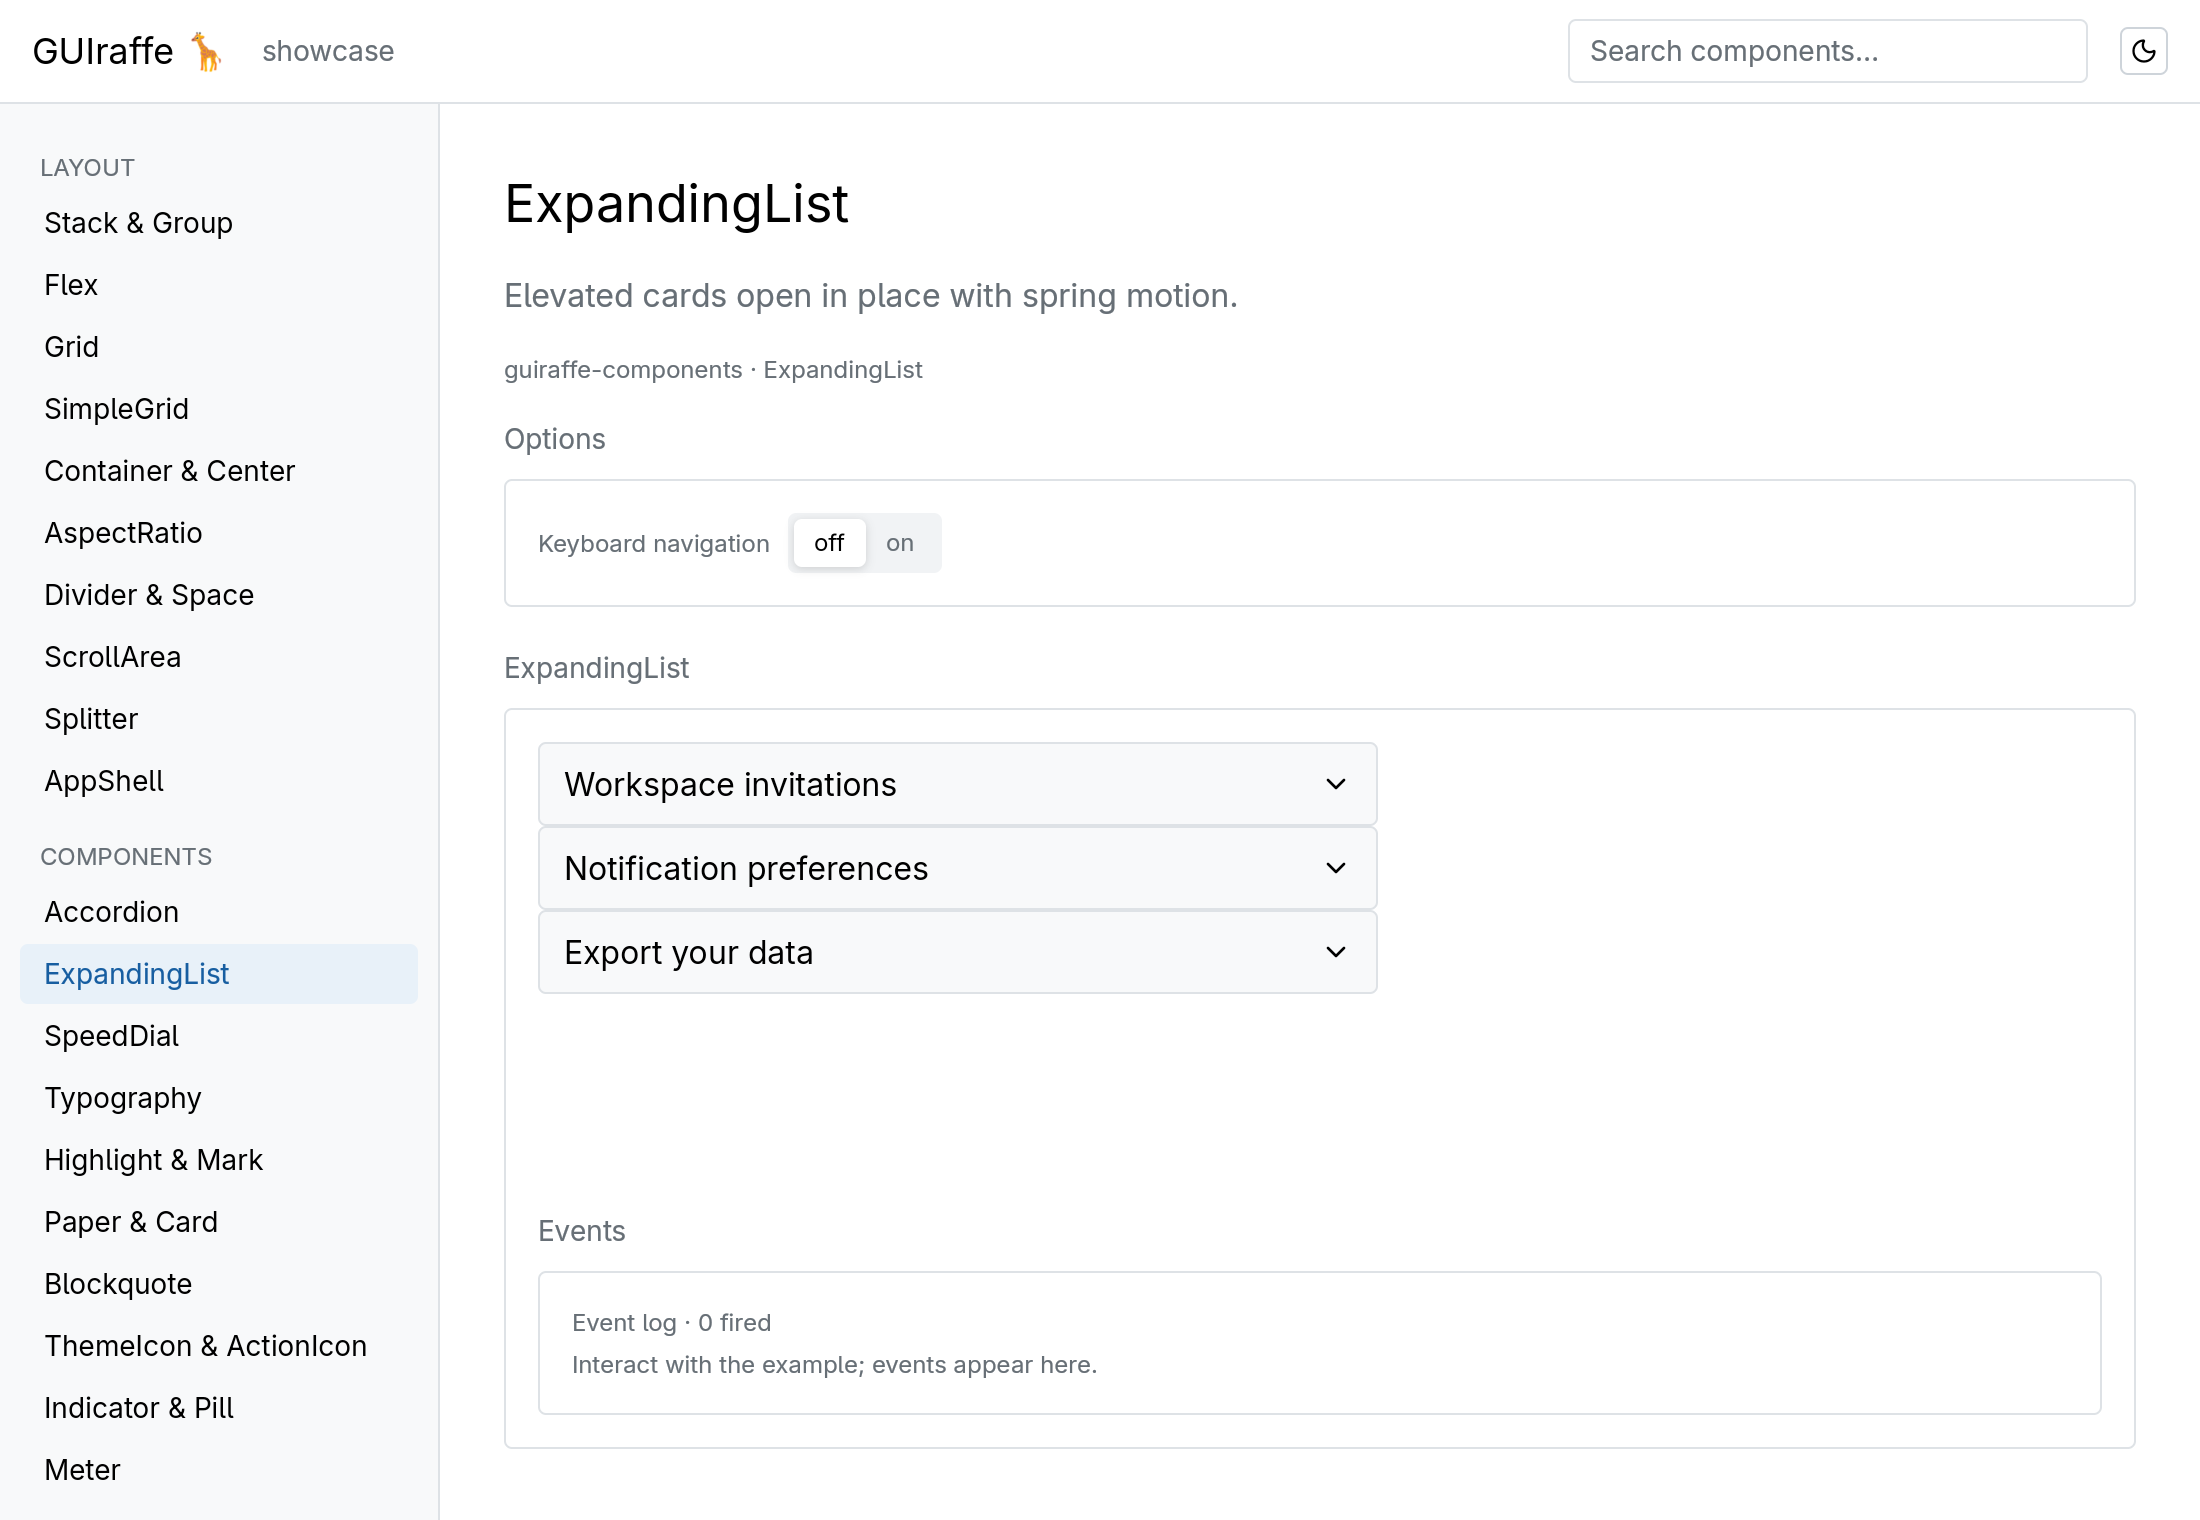 GUIraffe 🦒 showcase
Search components...
LAYOUT
Stack & Group
Flex
Grid
SimpleGrid
Container & Center
AspectRatio
Divider & Space
ScrollArea
Splitter
AppShell
COMPONENTS
Accordion
ExpandingList
SpeedDial
Typography
Highlight & Mark
Paper & Card
Blockquote
ThemeIcon & ActionIcon
Indicator & Pill
Meter
ExpandingList
Elevated cards open in place with spring motion.
guiraffe-components · ExpandingList
Options
Keyboard navigation off on
ExpandingList
Workspace invitations
Notification preferences
Export your data
Events
Event log · 0 fired
Interact with the example; events appear here.